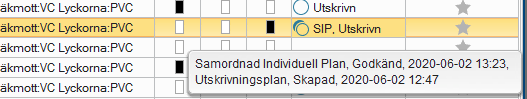 äkmott:VC Lyckorna:PVC Utskrivn
äkmott:VC Lyckorna:PVC SIP, Utskrivn
äkmott:VC Lyckorna:PVC
äkmott:VC Lyckorna:PVC
äkmott:VC Lyckorna:PVC
Samordnad Individuell Plan, Godkänd, 2020-06-02 13:23,
Utskrivningsplan, Skapad, 2020-06-02 12:47